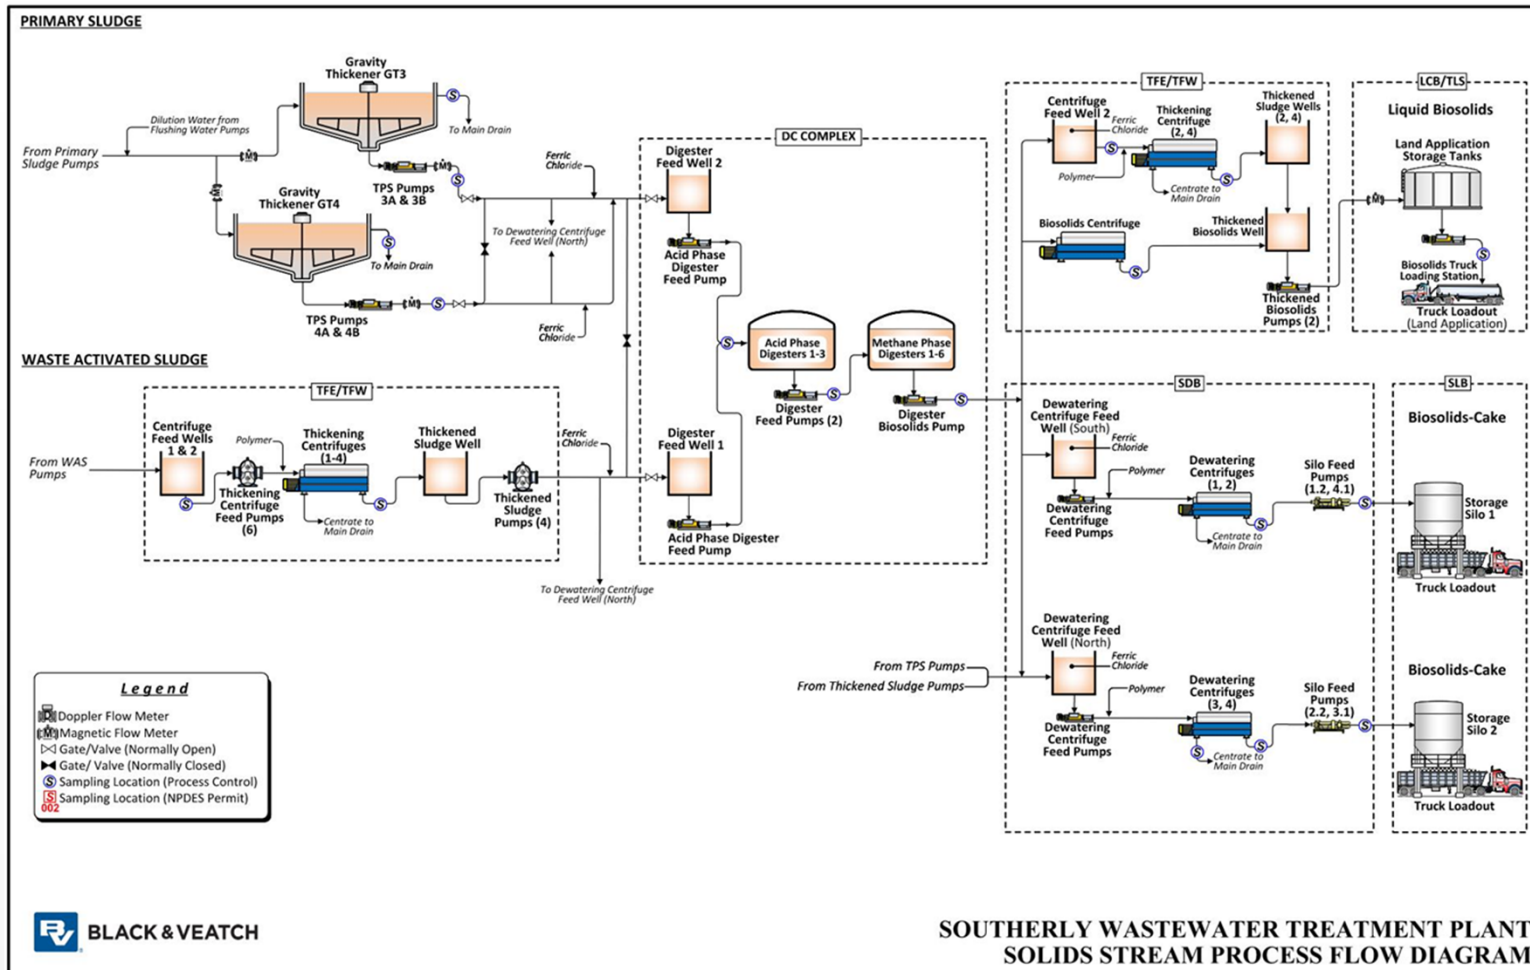 PRIMARY SLUDGE
Gravity
Thickener GT3
Dilution Water from
Flushing Water Pumps
S
To Main Drain
From Primary
Sludge Pumps
M
M
TPS Pumps
3A & 3B
M
S
Gravity
Thickener GT4
S
To Main Drain
TPS Pumps
4A & 4B
M
S
Ferric
Chloride
To Dewatering Centrifuge
Feed Well (North)
Ferric
Chloride
WASTE ACTIVATED SLUDGE
TFE/TFW
Centrifuge
Feed Wells
1 & 2
From WAS
Pumps
S
Polymer
Thickening
Centrifuge
Feed Pumps
(6)
Thickening
Centrifuges
(1-4)
S
Centrate to
Main Drain
Thickened
Sludge Well
Thickened
Sludge
Pumps (4)
Ferric
Chloride
To Dewatering Centrifuge
Feed Well (North)
DC COMPLEX
Digester
Feed Well 2
Acid Phase
Digester
Feed Pump
S
Acid Phase
Digesters 1-3
Digester
Feed Pumps (2)
S
Methane Phase
Digesters 1-6
Digester
Biosolids Pump
S
Digester
Feed Well 1
Acid Phase Digester
Feed Pump
TFE/TFW
Centrifuge
Feed Well 2
Ferric
Chloride
S
Polymer
Thickening
Centrifuge
(2, 4)
S
Centrate to
Main Drain
Thickened
Sludge Wells
(2, 4)
Biosolids Centrifuge
S
Thickened
Biosolids Well
Thickened
Biosolids
Pumps (2)
LCB/TLS
Liquid Biosolids
Land Application
Storage Tanks
M
S
Biosolids Truck
Loading Station
Truck Loadout
(Land Application)
SDB
Dewatering
Centrifuge Feed
Well (South)
Ferric
Chloride
Polymer
Dewatering
Centrifuge
Feed Pumps
Dewatering
Centrifuges
(1, 2)
S
Centrate to
Main Drain
Silo Feed
Pumps
(1.2, 4.1)
S
SLB
Biosolids-Cake
Storage
Silo 1
Truck Loadout
Dewatering
Centrifuge Feed
Well (North)
Ferric
Chloride
From TPS Pumps
From Thickened Sludge Pumps
Polymer
Dewatering
Centrifuge
Feed Pumps
Dewatering
Centrifuges
(3, 4)
S
S
Centrate to
Main Drain
Silo Feed
Pumps
(2.2, 3.1)
S
Biosolids-Cake
Storage
Silo 2
Truck Loadout
Legend
D Doppler Flow Meter
M Magnetic Flow Meter
Gate/Valve (Normally Open)
Gate/ Valve (Normally Closed)
S Sampling Location (Process Control)
S Sampling Location (NPDES Permit)
002
BV BLACK & VEATCH
SOUTHERLY WASTEWATER TREATMENT PLANT
SOLIDS STREAM PROCESS FLOW DIAGRAM